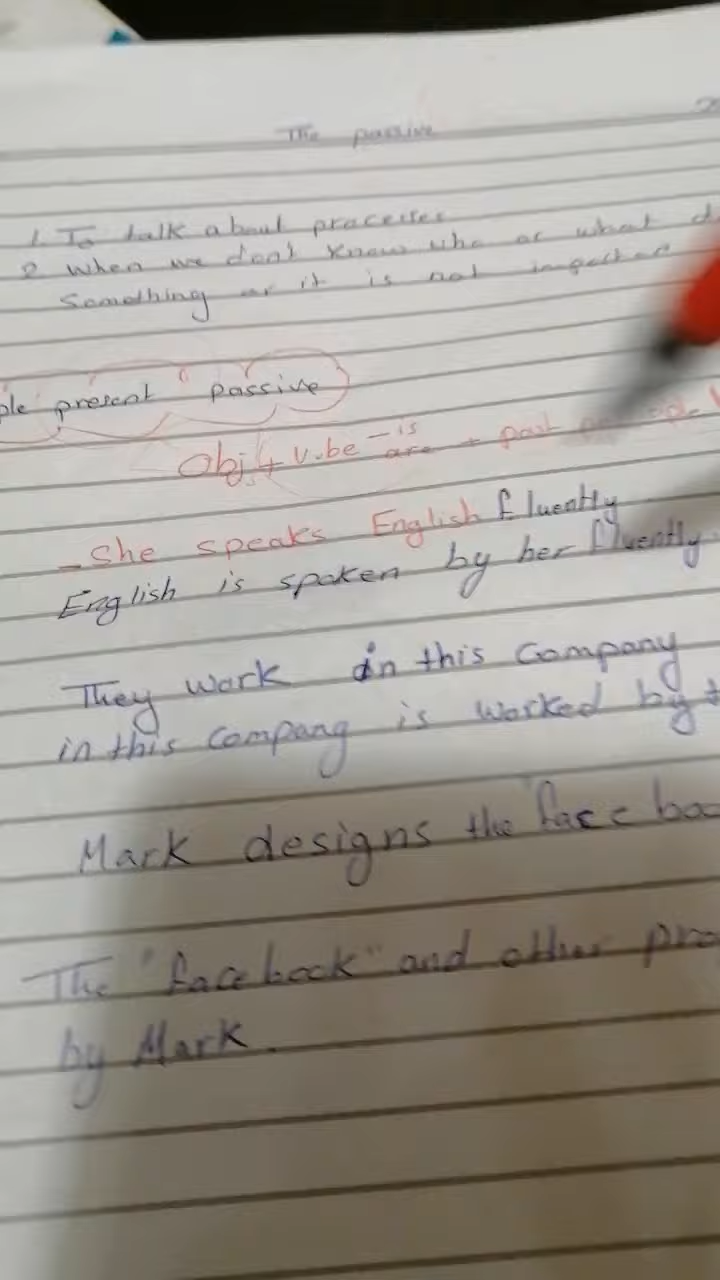 The passive
1. To talk about processes
2 when we don't know who or what
Something or it is not
ple present passive
Obj + V.be - is
are + past
- She speaks English fluently
English is spoken by her fluently.
They work in this Company
in this Company is worked by
Mark designs the face
The "facebook" and other
by Mark.